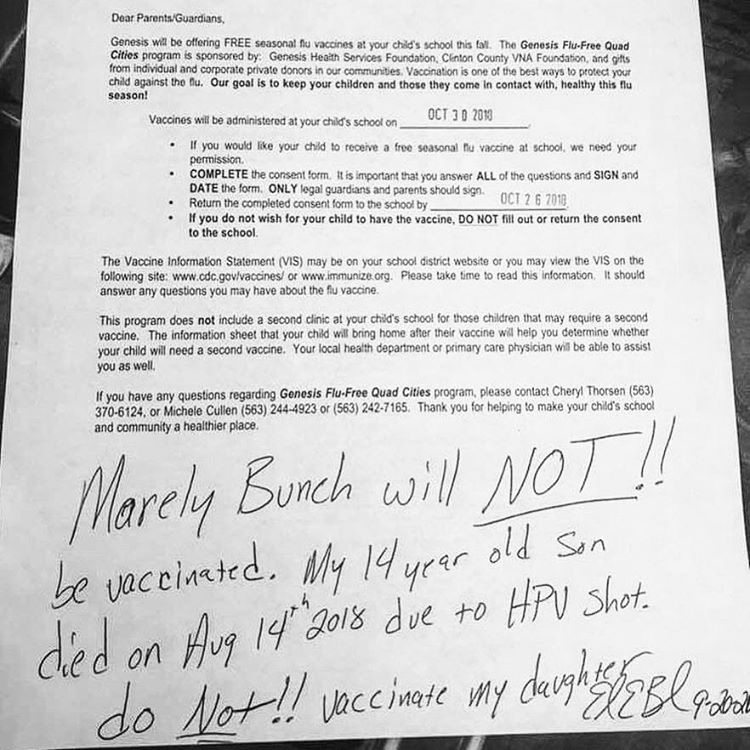 Dear Parents/Guardians,
Genesis will be offering FREE seasonal flu vaccines at your child's school this fall. The Genesis Flu-Free Quad
Cities program is sponsored by: Genesis Health Services Foundation, Clinton County VNA Foundation, and gifts
from individual and corporate private donors in our communities. Vaccination is one of the best ways to protect your
child against the flu. Our goal is to keep your children and those they come in contact with, healthy this flu
season!
Vaccines will be administered at your child's school on OCT 30 2018.
• If you would like your child to receive a free seasonal flu vaccine at school, we need your
permission.
• COMPLETE the consent form. It is important that you answer ALL of the questions and SIGN and
DATE the form. ONLY legal guardians and parents should sign.
• Return the completed consent form to the school by OCT 26 2018.
• If you do not wish for your child to have the vaccine, DO NOT fill out or return the consent
to the school.
The Vaccine Information Statement (VIS) may be on your school district website or you may view the VIS on the
following site: www.cdc.gov/vaccines/ or www.immunize.org. Please take time to read this information. It should
answer any questions you may have about the flu vaccine.
This program does not include a second clinic at your child's school for those children that may require a second
vaccine. The information sheet that your child will bring home after their vaccine will help you determine whether
your child will need a second vaccine. Your local health department or primary care physician will be able to assist
you as well.
If you have any questions regarding Genesis Flu-Free Quad Cities program, please contact Cheryl Thorsen (563)
370-6124, or Michele Cullen (563) 244-4923 or (563) 242-7165. Thank you for helping to make your child's school
and community a healthier place.
Marely Bunch will NOT!!
be vaccinated. My 14 year old Son
died on Aug 14th 2018 due to HPV shot.
do Not!! vaccinate my daughter